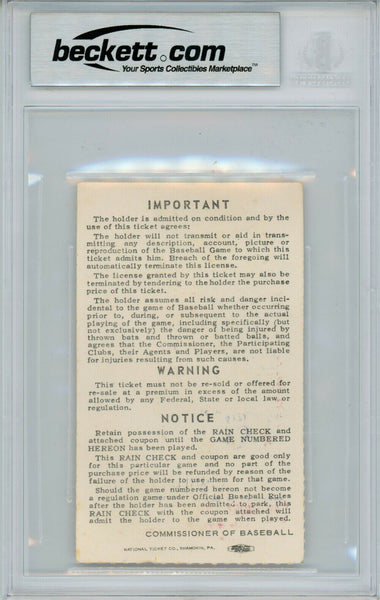 beckett.com
Your Sports Collectibles Marketplace™
IMPORTANT
The holder is admitted on condition and by the
use of this ticket agrees:
The holder will not transmit or aid in trans-
mitting any description, account, picture or
reproduction of the Baseball Game to which this
ticket admits him. Breach of the foregoing will
automatically terminate this license.
The license granted by this ticket may also be
terminated by tendering to the holder the purchase
price of this ticket.
The holder assumes all risk and danger inci-
dental to the game of Baseball whether occurring
prior to, during, or subsequent to the actual
playing of the game, including specifically (but
not exclusively) the danger of being injured by
thrown bats and thrown or batted balls, and
agrees that the Commissioner, the Participating
Clubs, their Agents and Players, are not liable
for injuries resulting from such causes.
WARNING
This ticket must not be re-sold or offered for
re-sale at a premium in excess of the amount
allowed by any Federal, State or local law, or
regulation.
NOTICE
Retain possession of the RAIN CHECK and
attached coupon until the GAME NUMBERED
HEREON has been played.
This RAIN CHECK and coupon are good only
for this particular game and no part of the
purchase price will be refunded by reason of the
failure of the holder to use them for that game.
Should the game numbered hereon not become
a regulation game under Official Baseball Rules
after the holder has been admitted to park, this
RAIN CHECK with the coupon attached will
admit the holder to the game when played.
COMMISSIONER OF BASEBALL
NATIONAL TICKET CO., SHAMOKIN, PA.